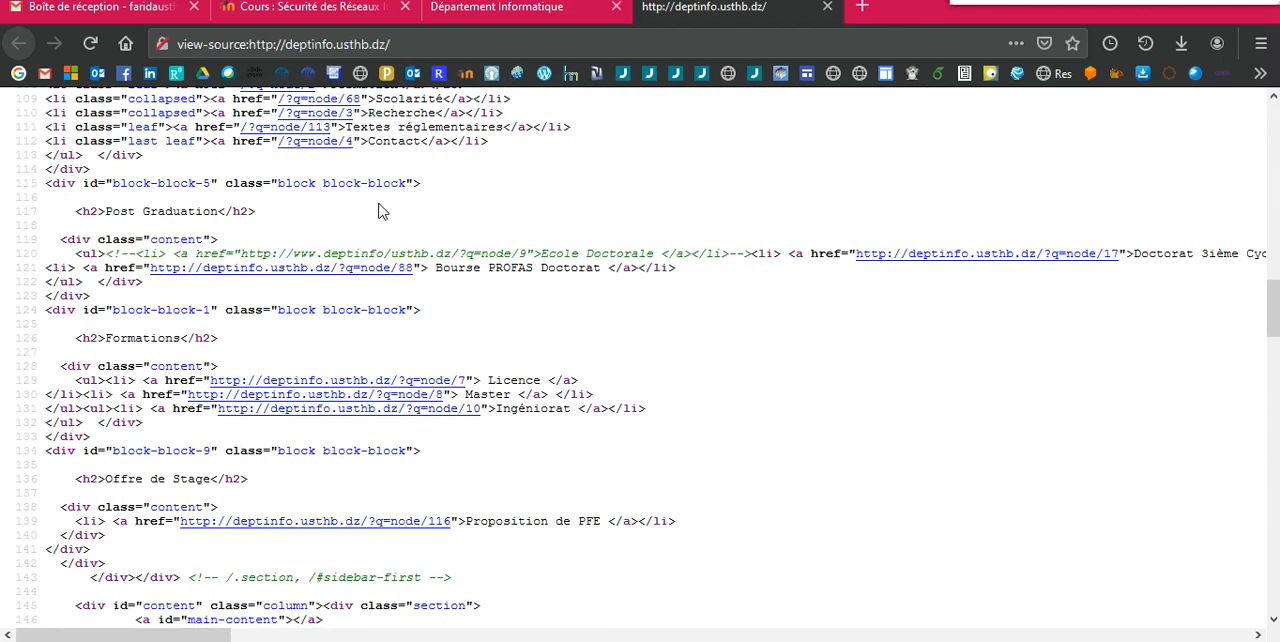 Boîte de réception - faridausth
Cours : Sécurité des Réseaux I
Département Informatique
http://deptinfo.usthb.dz/
view-source:http://deptinfo.usthb.dz/
Res
109 <li class="collapsed"><a href="/?q=node/68">Scolarité</a></li>
110 <li class="collapsed"><a href="/?q=node/3">Recherche</a></li>
111 <li class="leaf"><a href="/?q=node/113">Textes réglementaires</a></li>
112 <li class="last leaf"><a href="/?q=node/4">Contact</a></li>
113 </ul>  </div>
114 </div>
115 <div id="block-block-5" class="block block-block">
116
117     <h2>Post Graduation</h2>
118
119   <div class="content">
120     <ul><!--<li> <a href="http://www.deptinfo/usthb.dz/?q=node/9">Ecole Doctorale </a></li>--><li> <a href="http://deptinfo.usthb.dz/?q=node/17">Doctorat 3ième Cyc
121 <li> <a href="http://deptinfo.usthb.dz/?q=node/88"> Bourse PROFAS Doctorat </a></li>
122 </ul>  </div>
123 </div>
124 <div id="block-block-1" class="block block-block">
125
126     <h2>Formations</h2>
127
128   <div class="content">
129     <ul><li> <a href="http://deptinfo.usthb.dz/?q=node/7"> Licence </a>
130 </li><li> <a href="http://deptinfo.usthb.dz/?q=node/8"> Master </a> </li>
131 </ul><ul><li> <a href="http://deptinfo.usthb.dz/?q=node/10">Ingéniorat </a></li>
132 </ul>  </div>
133 </div>
134 <div id="block-block-9" class="block block-block">
135
136     <h2>Offre de Stage</h2>
137
138   <div class="content">
139     <li> <a href="http://deptinfo.usthb.dz/?q=node/116">Proposition de PFE </a></li>
140   </div>
141 </div>
142   </div>
143       </div></div> <!-- /.section, /#sidebar-first -->
144
145     <div id="content" class="column"><div class="section">
146             <a id="main-content"></a>